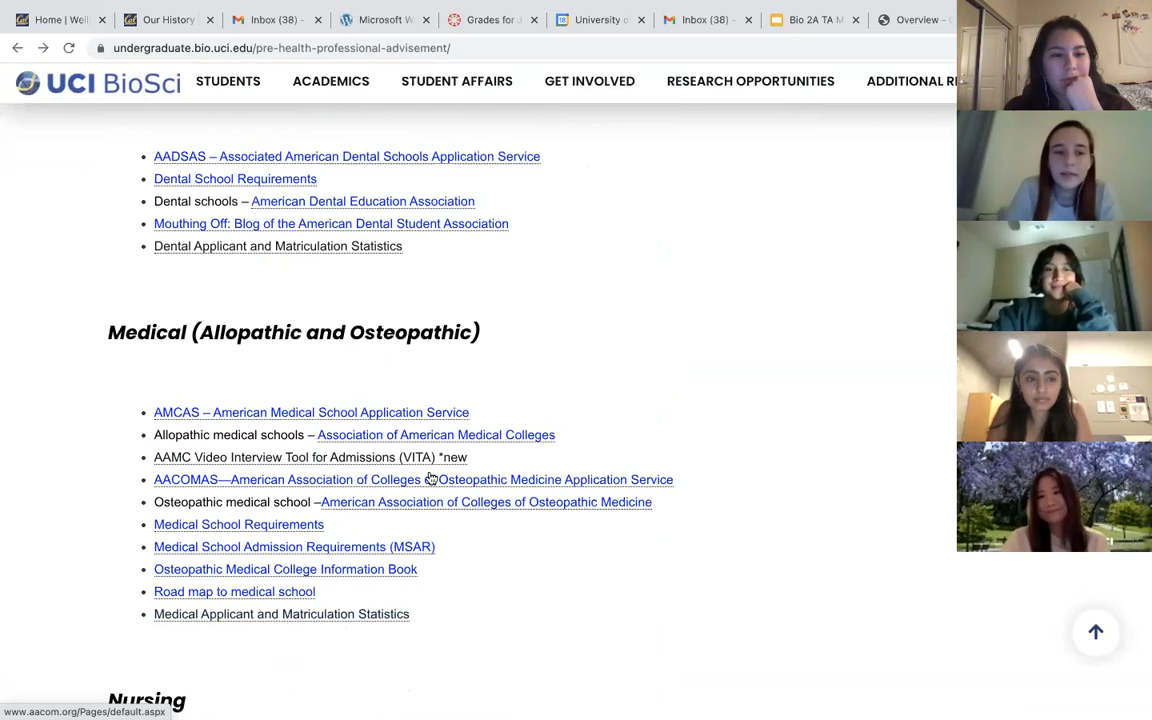 Home | Well
Our History
Inbox (38) -
Microsoft W
Grades for J
University o
Inbox (38) -
Bio 2A TA M
Overview -
undergraduate.bio.uci.edu/pre-health-professional-advisement/
UCI BioSci STUDENTS ACADEMICS STUDENT AFFAIRS GET INVOLVED RESEARCH OPPORTUNITIES ADDITIONAL
• AADSAS – Associated American Dental Schools Application Service
• Dental School Requirements
• Dental schools – American Dental Education Association
• Mouthing Off: Blog of the American Dental Student Association
• Dental Applicant and Matriculation Statistics
Medical (Allopathic and Osteopathic)
• AMCAS – American Medical School Application Service
• Allopathic medical schools – Association of American Medical Colleges
• AAMC Video Interview Tool for Admissions (VITA) *new
• AACOMAS—American Association of Colleges Osteopathic Medicine Application Service
• Osteopathic medical school –American Association of Colleges of Osteopathic Medicine
• Medical School Requirements
• Medical School Admission Requirements (MSAR)
• Osteopathic Medical College Information Book
• Road map to medical school
• Medical Applicant and Matriculation Statistics
Nursing
www.aacom.org/Pages/default.aspx